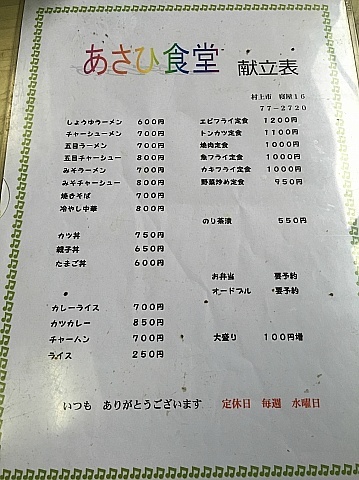 あさひ食堂 献立表
村上市 寝屋16
77-2720
しょうゆラーメン 600円
チャーシューメン 700円
五目ラーメン 700円
五目チャーシュー 800円
みそラーメン 700円
みそチャーシュー 800円
焼きそば 700円
冷やし中華 800円
カツ丼 750円
親子丼 650円
たまご丼 600円
カレーライス 700円
カツカレー 850円
チャーハン 700円
ライス 250円
エビフライ定食 1200円
トンカツ定食 1100円
焼肉定食 1000円
魚フライ定食 1000円
カキフライ定食 1000円
野菜炒め定食 950円
のり茶漬 550円
お弁当 要予約
オードブル 要予約
大盛り 100円増
いつも ありがとうございます 定休日 毎週 水曜日